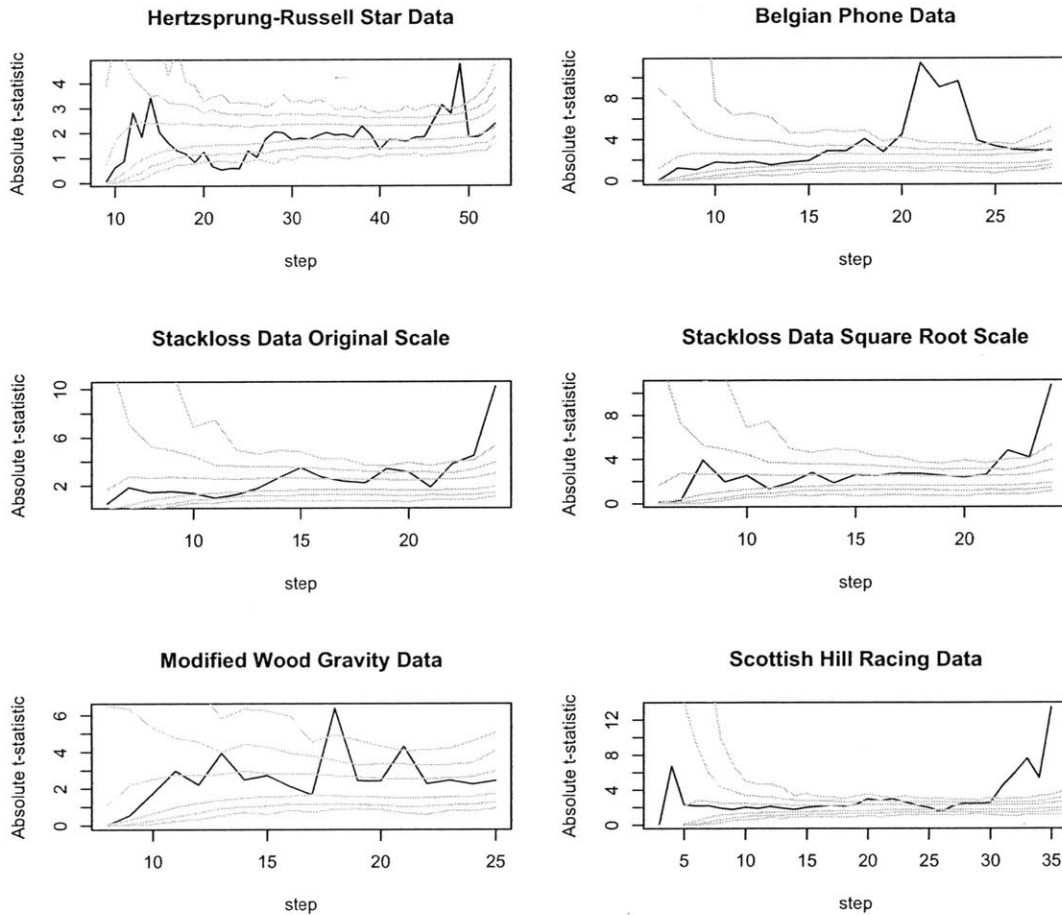 Hertzsprung-Russell Star Data
Absolute t-statistic
4
3
2
1
0
10 20 30 40 50
step
Belgian Phone Data
Absolute t-statistic
8
4
0
10 15 20 25
step
Stackloss Data Original Scale
Absolute t-statistic
10
6
2
10 15 20
step
Stackloss Data Square Root Scale
Absolute t-statistic
8
4
0
10 15 20
step
Modified Wood Gravity Data
Absolute t-statistic
6
4
2
0
10 15 20 25
step
Scottish Hill Racing Data
Absolute t-statistic
12
8
4
0
5 10 15 20 25 30 35
step